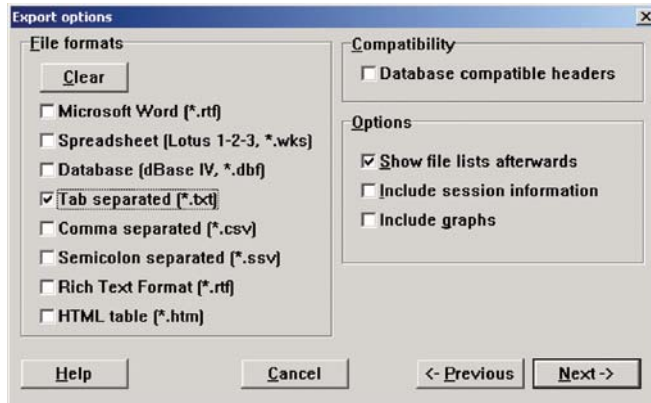 Export options
File formats
Clear
Microsoft Word (*.rtf)
Spreadsheet (Lotus 1-2-3, *.wks)
Database (dBase IV, *.dbf)
Tab separated (*.txt)
Comma separated (*.csv)
Semicolon separated (*.ssv)
Rich Text Format (*.rtf)
HTML table (*.htm)
Compatibility
Database compatible headers
Options
Show file lists afterwards
Include session information
Include graphs
Help
Cancel
<- Previous
Next ->